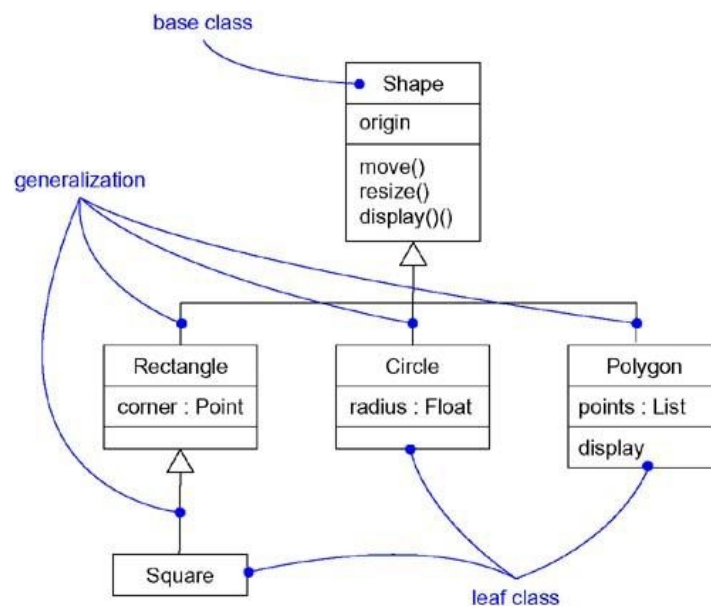 base class
Shape
origin
move()
resize()
display()()
generalization
Rectangle
corner : Point
Circle
radius : Float
Polygon
points : List
display
Square
leaf class